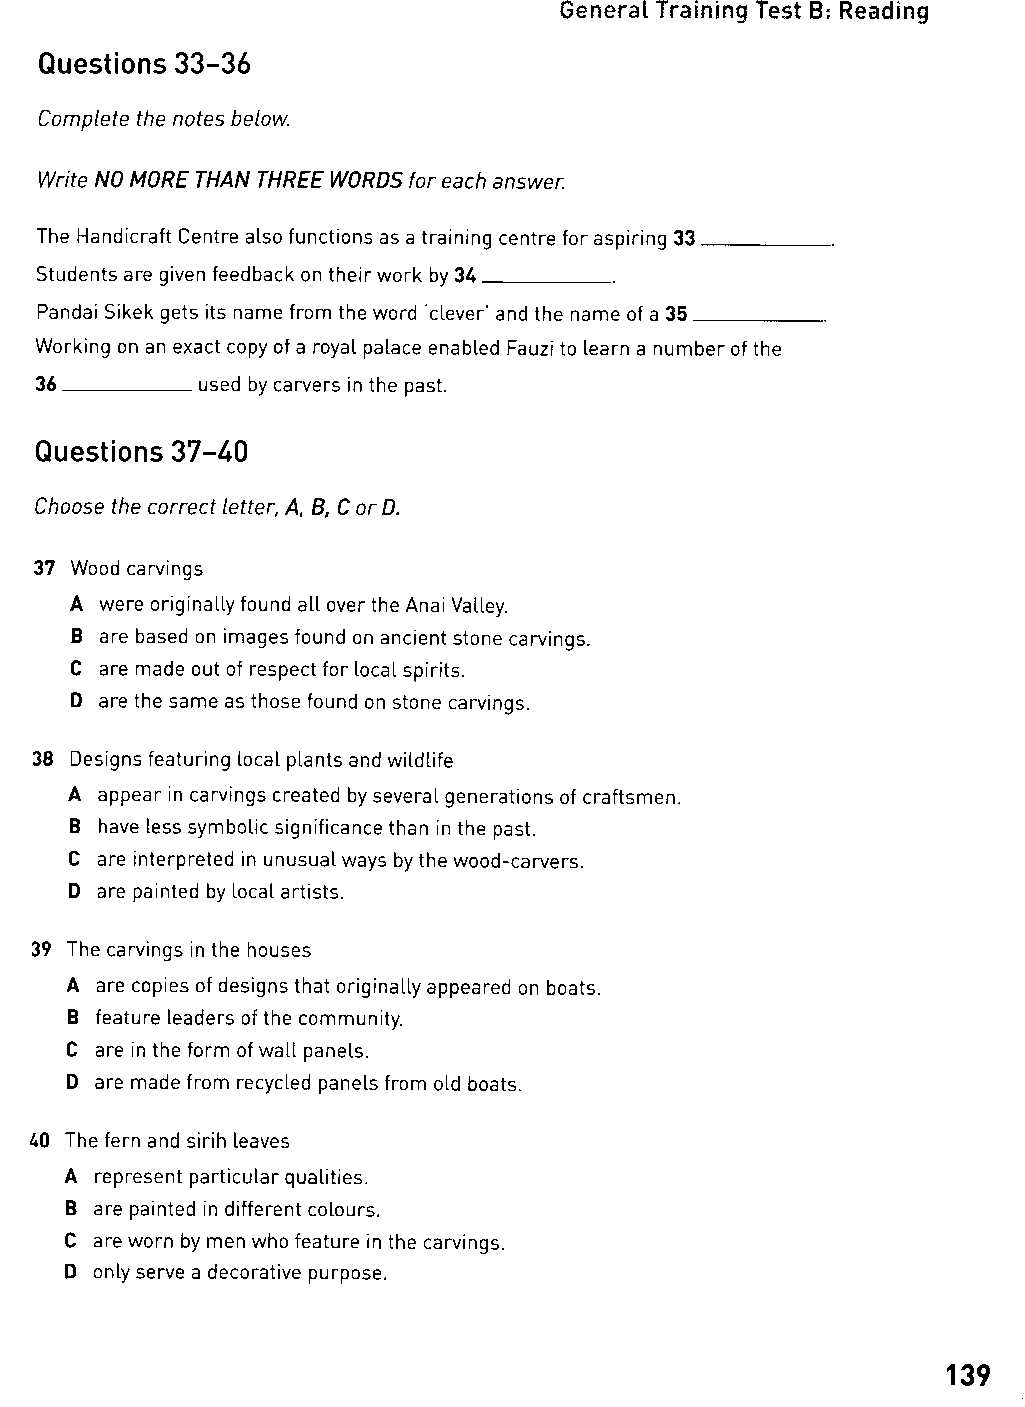 General Training Test B: Reading
Questions 33–36
Complete the notes below.
Write NO MORE THAN THREE WORDS for each answer.
The Handicraft Centre also functions as a training centre for aspiring 33 ____________.
Students are given feedback on their work by 34 ____________.
Pandai Sikek gets its name from the word 'clever' and the name of a 35 ____________.
Working on an exact copy of a royal palace enabled Fauzi to learn a number of the
36 ____________ used by carvers in the past.
Questions 37–40
Choose the correct letter, A, B, C or D.
37 Wood carvings
A were originally found all over the Anai Valley.
B are based on images found on ancient stone carvings.
C are made out of respect for local spirits.
D are the same as those found on stone carvings.
38 Designs featuring local plants and wildlife
A appear in carvings created by several generations of craftsmen.
B have less symbolic significance than in the past.
C are interpreted in unusual ways by the wood-carvers.
D are painted by local artists.
39 The carvings in the houses
A are copies of designs that originally appeared on boats.
B feature leaders of the community.
C are in the form of wall panels.
D are made from recycled panels from old boats.
40 The fern and sirih leaves
A represent particular qualities.
B are painted in different colours.
C are worn by men who feature in the carvings.
D only serve a decorative purpose.
139